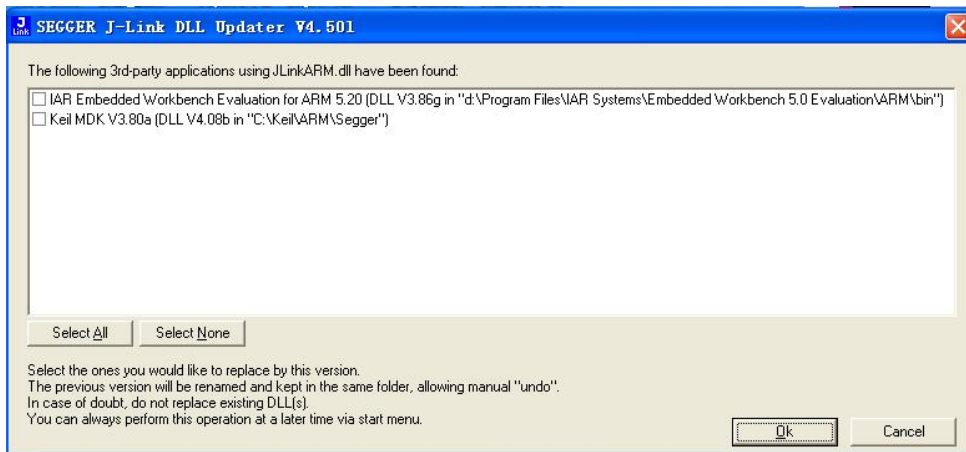 J
Link
SEGGER J-Link DLL Updater V4.50l
The following 3rd-party applications using JLinkARM.dll have been found:
IAR Embedded Workbench Evaluation for ARM 5.20 (DLL V3.86g in "d:\Program Files\IAR Systems\Embedded Workbench 5.0 Evaluation\ARM\bin")
Keil MDK V3.80a (DLL V4.08b in "C:\Keil\ARM\Segger")
Select All
Select None
Select the ones you would like to replace by this version.
The previous version will be renamed and kept in the same folder, allowing manual "undo".
In case of doubt, do not replace existing DLL(s).
You can always perform this operation at a later time via start menu.
Ok
Cancel